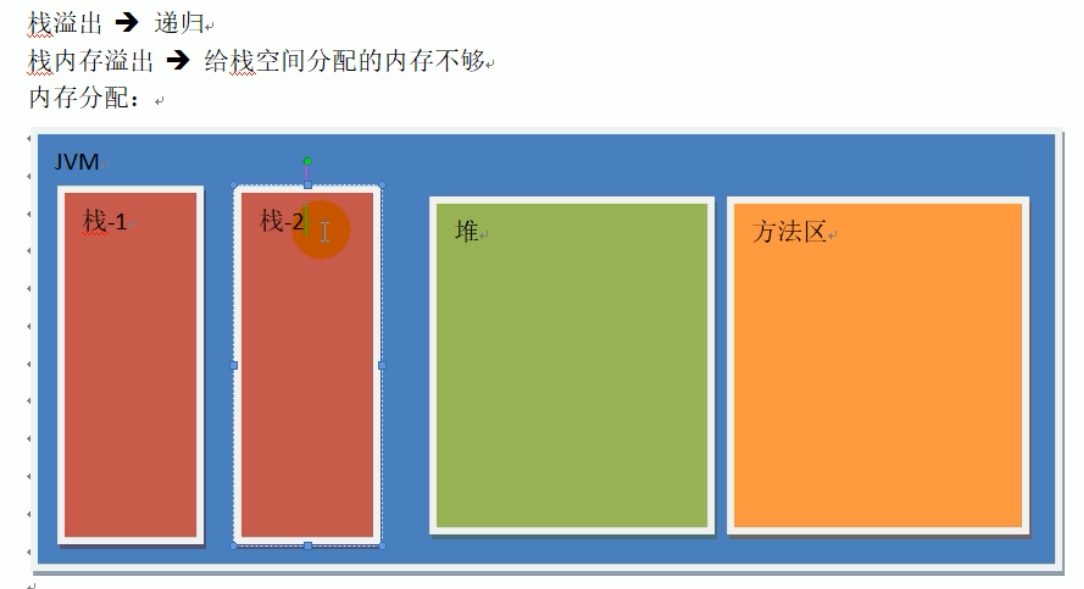 栈溢出 → 递归
栈内存溢出 → 给栈空间分配的内存不够
内存分配：
JVM
栈-1
栈-2
堆
方法区